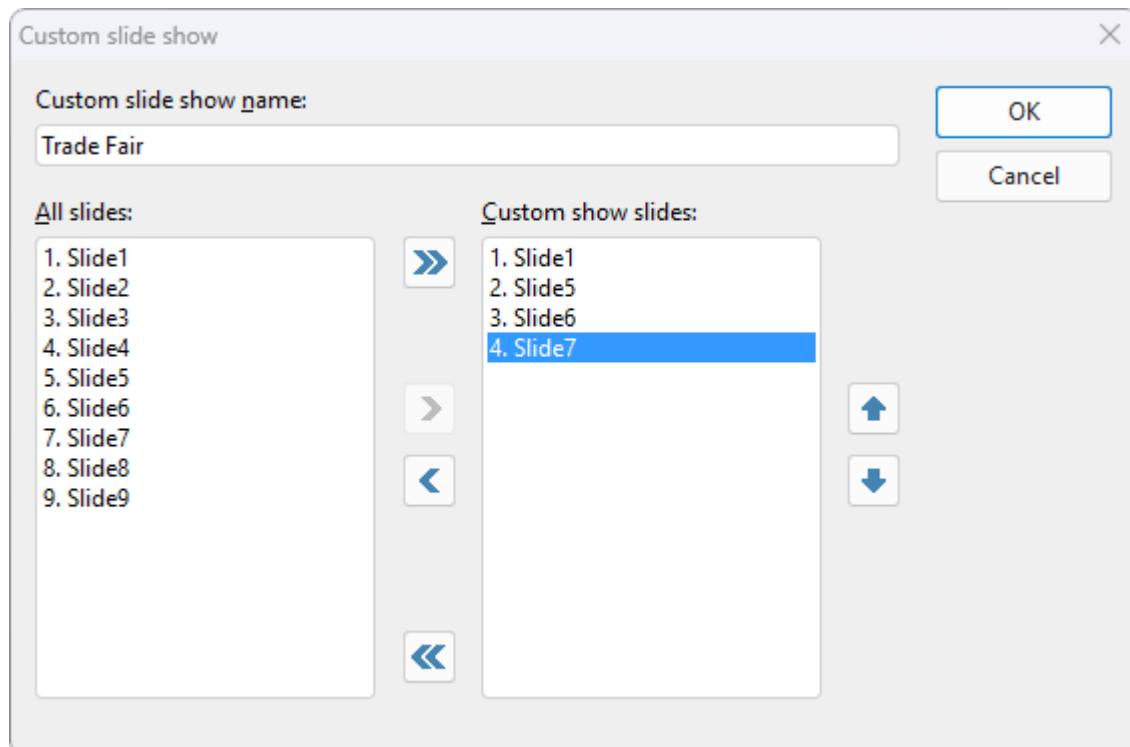 Custom slide show
Custom slide show name:
OK
Trade Fair
Cancel
All slides:
Custom show slides:
1. Slide1
2. Slide2
3. Slide3
4. Slide4
5. Slide5
6. Slide6
7. Slide7
8. Slide8
9. Slide9
1. Slide1
2. Slide5
3. Slide6
4. Slide7